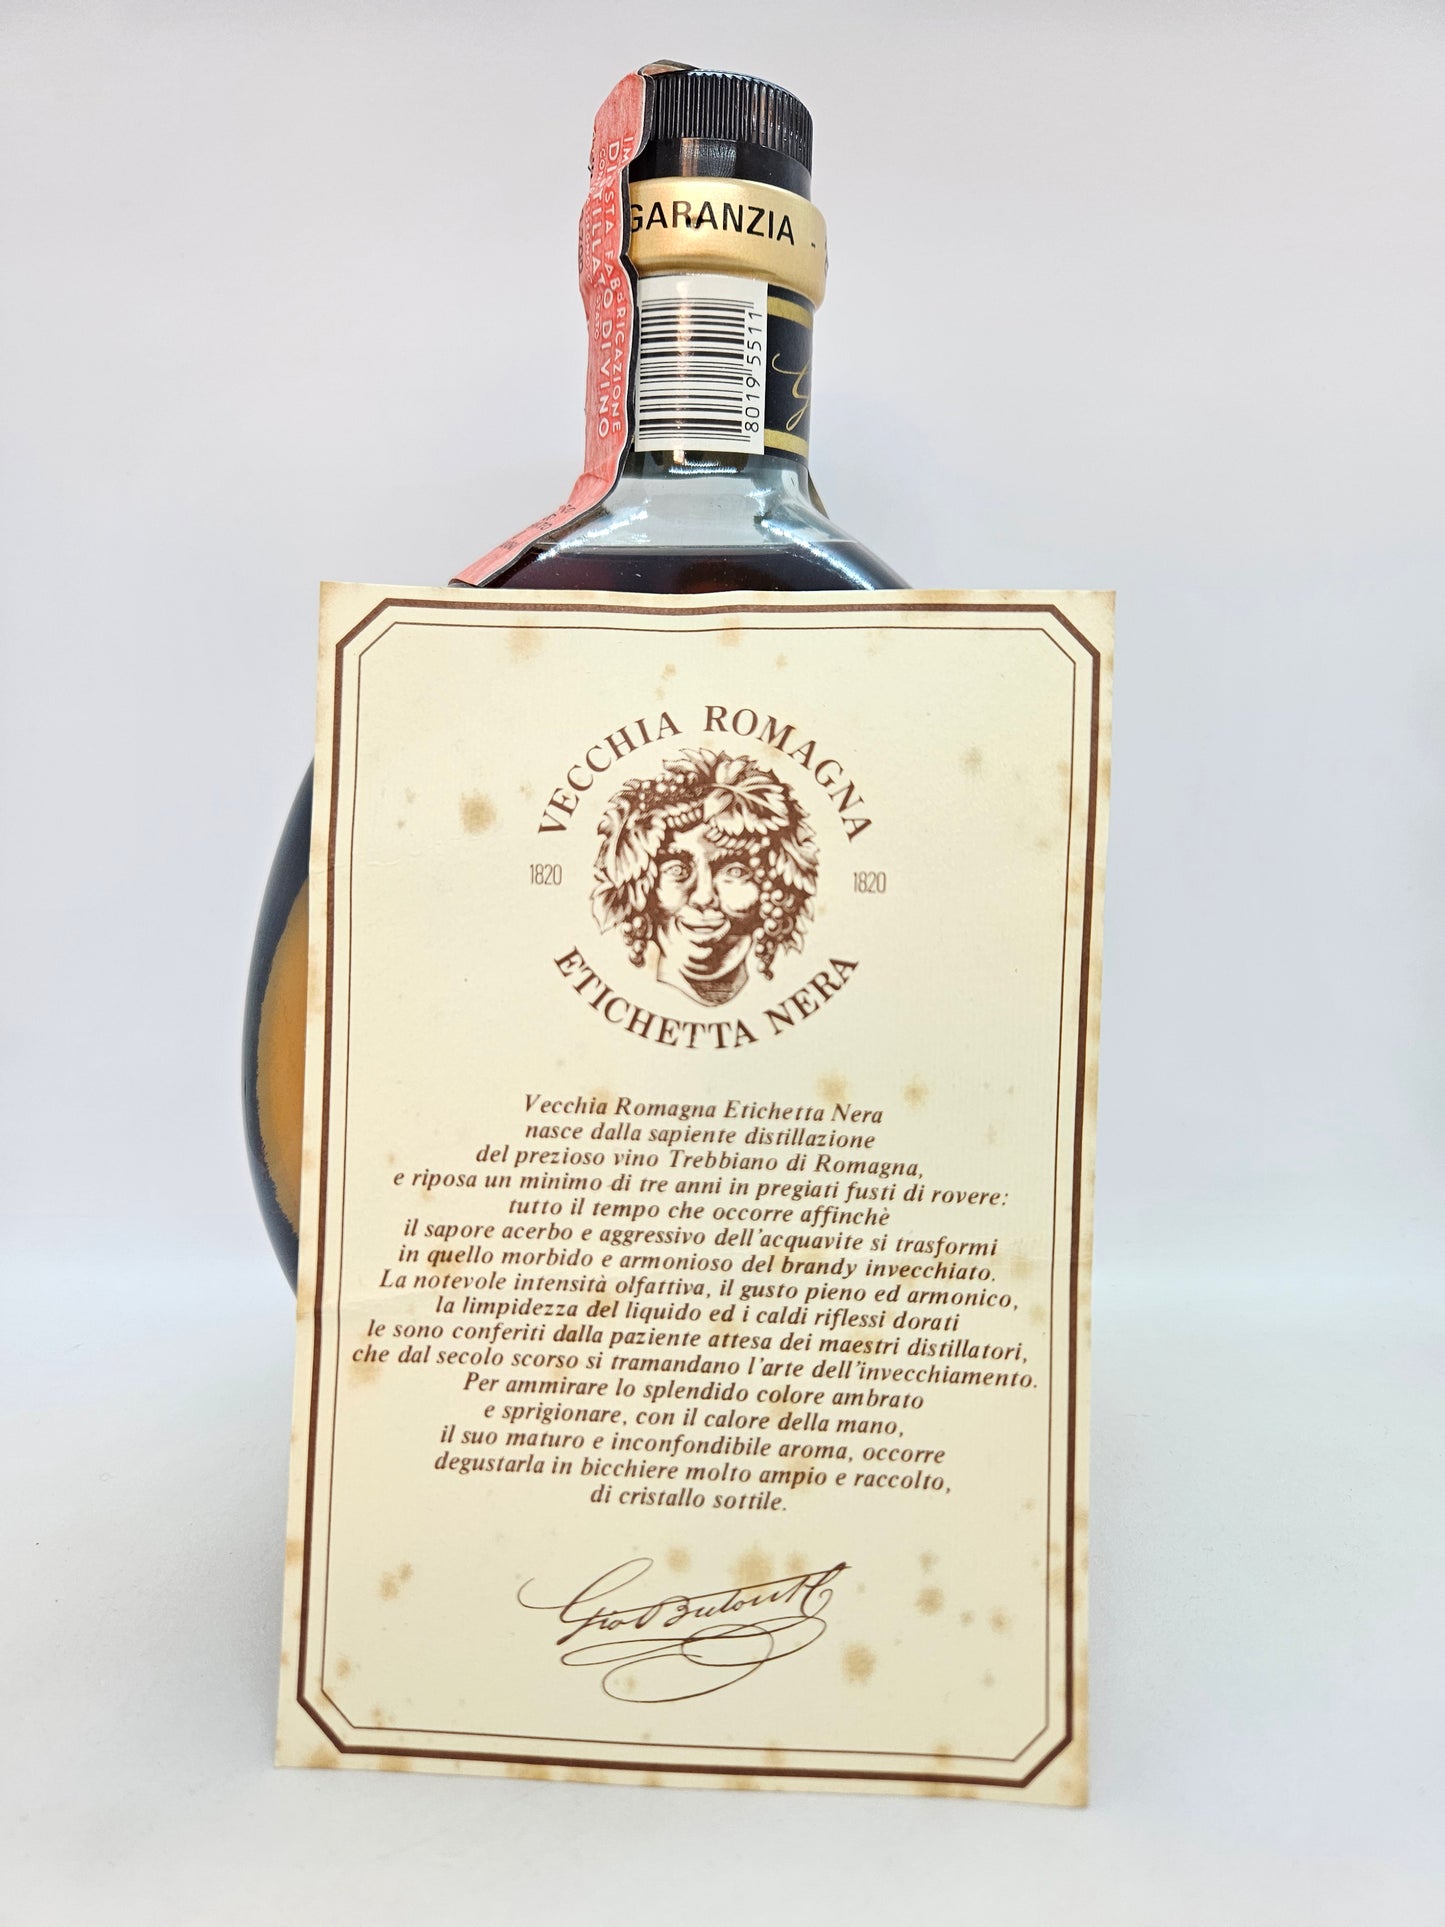 DISTILLATO DI VINO
FABBRICAZIONE
GARANZIA -
8019 5511
VECCHIA ROMAGNA
1820
1820
ETICHETTA NERA
Vecchia Romagna Etichetta Nera
nasce dalla sapiente distillazione
del prezioso vino Trebbiano di Romagna,
e riposa un minimo di tre anni in pregiati fusti di rovere:
tutto il tempo che occorre affinchè
il sapore acerbo e aggressivo dell'acquavite si trasformi
in quello morbido e armonioso del brandy invecchiato.
La notevole intensità olfattiva, il gusto pieno ed armonico,
la limpidezza del liquido ed i caldi riflessi dorati
le sono conferiti dalla paziente attesa dei maestri distillatori,
che dal secolo scorso si tramandano l'arte dell'invecchiamento.
Per ammirare lo splendido colore ambrato
e sprigionare, con il calore della mano,
il suo maturo e inconfondibile aroma, occorre
degustarla in bicchiere molto ampio e raccolto,
di cristallo sottile.
Gio Buton